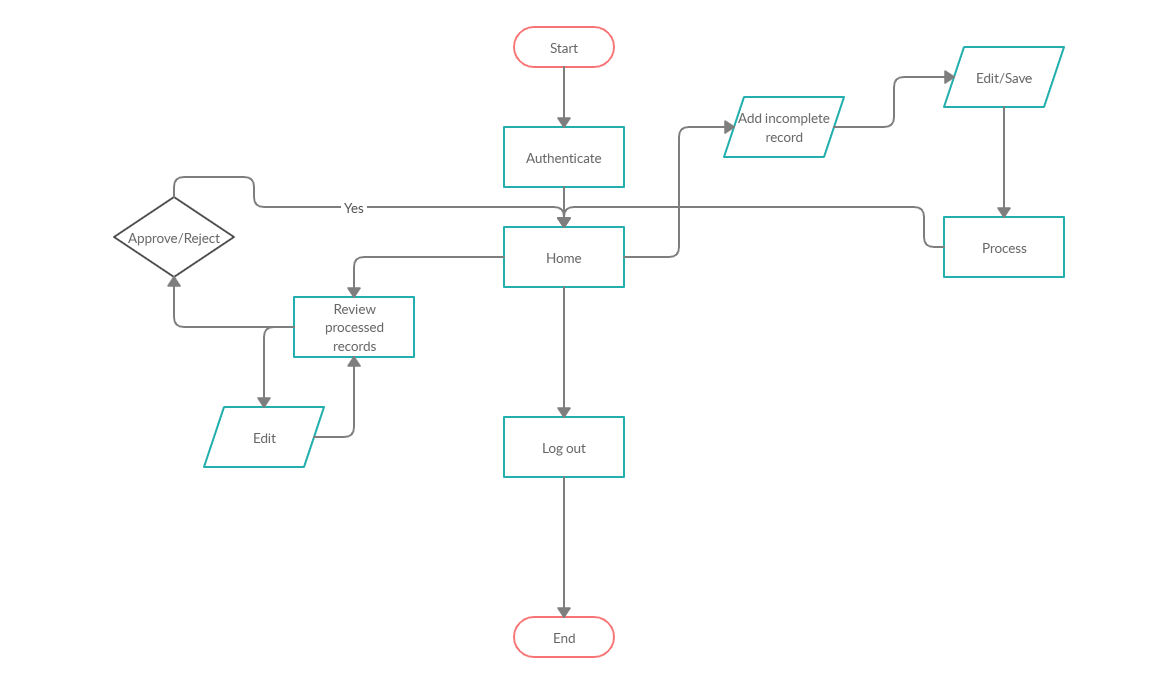 Start
Edit/Save
Add incomplete
record
Authenticate
Yes
Approve/Reject
Home
Process
Review
processed
records
Edit
Log out
End